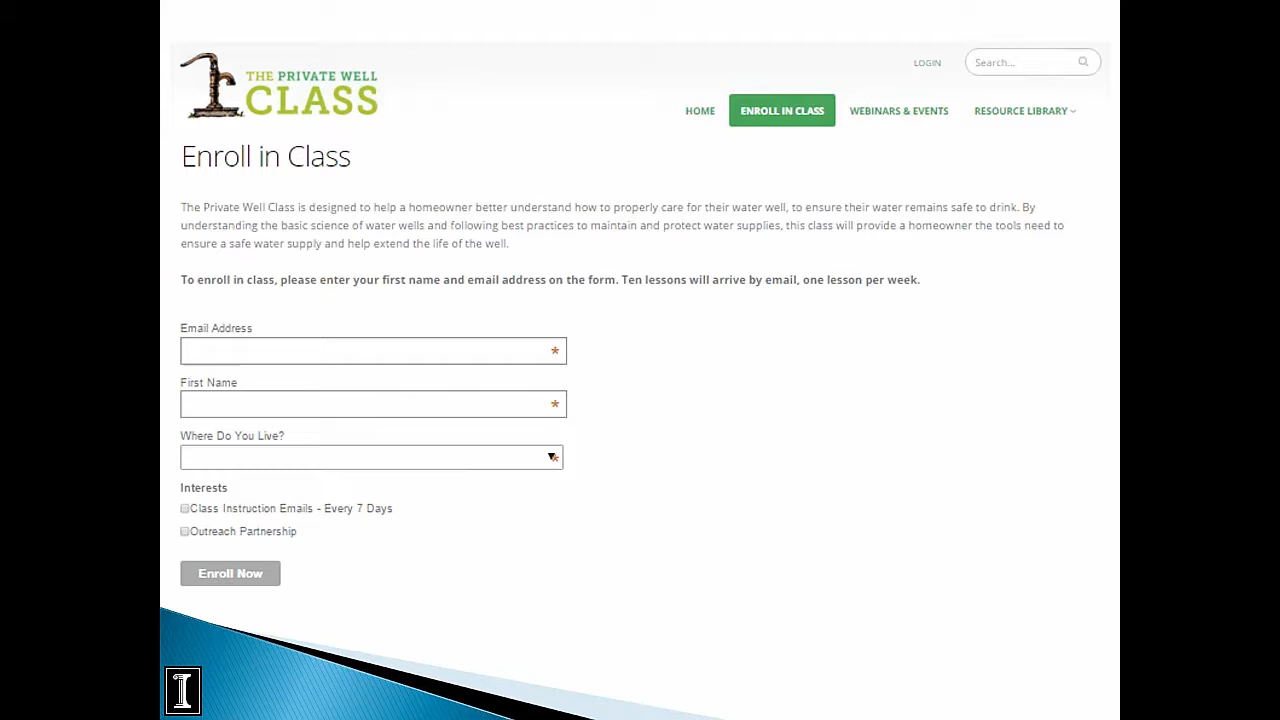 THE PRIVATE WELL
CLASS
LOGIN
Search...
HOME
ENROLL IN CLASS
WEBINARS & EVENTS
RESOURCE LIBRARY
Enroll in Class
The Private Well Class is designed to help a homeowner better understand how to properly care for their water well, to ensure their water remains safe to drink. By
understanding the basic science of water wells and following best practices to maintain and protect water supplies, this class will provide a homeowner the tools need to
ensure a safe water supply and help extend the life of the well.
To enroll in class, please enter your first name and email address on the form. Ten lessons will arrive by email, one lesson per week.
Email Address
*
First Name
*
Where Do You Live?
*
Interests
Class Instruction Emails - Every 7 Days
Outreach Partnership
Enroll Now
I